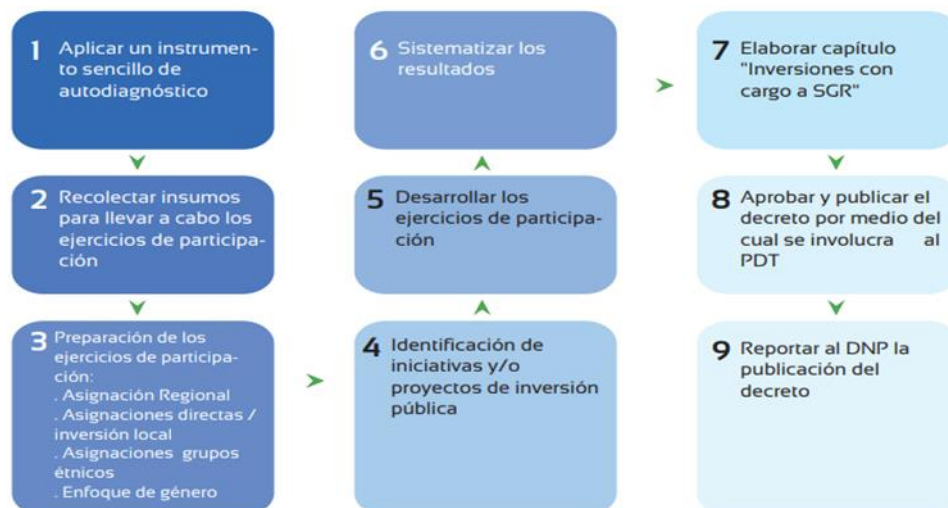 1 Aplicar un instrumen-
to sencillo de
autodiagnóstico
2 Recolectar insumos
para llevar a cabo los
ejercicios de participa-
ción
3 Preparación de los
ejercicios de participa-
ción:
. Asignación Regional
. Asignaciones directas /
inversión local
. Asignaciones grupos
étnicos
. Enfoque de género
4 Identificación de
iniciativas y/o
proyectos de inversión
pública
5 Desarrollar los
ejercicios de participa-
ción
6 Sistematizar los
resultados
7 Elaborar capítulo
"Inversiones con
cargo a SGR"
8 Aprobar y publicar el
decreto por medio del
cual se involucra al
PDT
9 Reportar al DNP la
publicación del
decreto